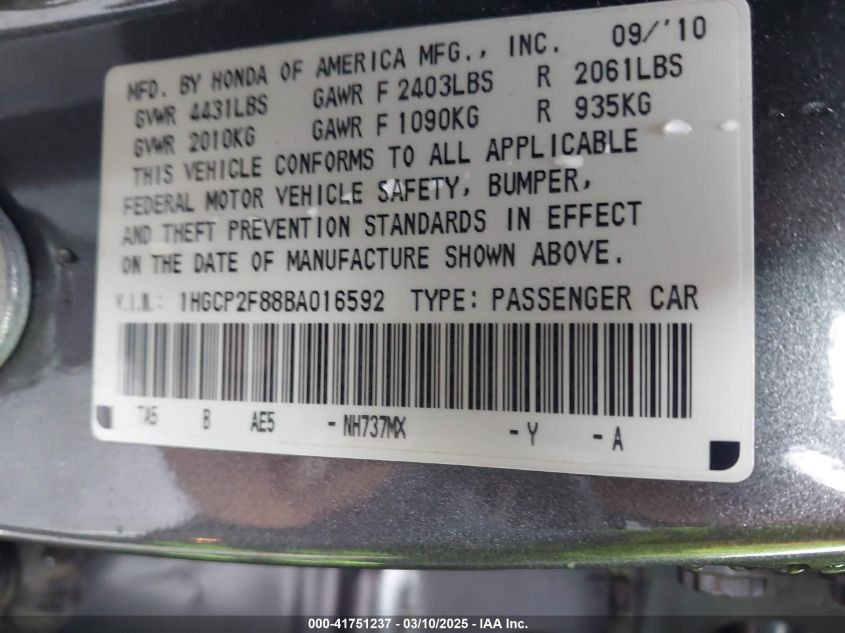 MFD. BY HONDA OF AMERICA MFG., INC. 09/'10
GVWR 4431LBS GAWR F 2403LBS R 2061LBS
GVWR 2010KG GAWR F 1090KG R 935KG
THIS VEHICLE CONFORMS TO ALL APPLICABLE
FEDERAL MOTOR VEHICLE SAFETY, BUMPER,
AND THEFT PREVENTION STANDARDS IN EFFECT
ON THE DATE OF MANUFACTURE SHOWN ABOVE.
V.I.N.: 1HGCP2F88BA016592 TYPE: PASSENGER CAR
TA5 B AE5 -NH737MX -Y -A
000-41751237 - 03/10/2025 - IAA Inc.